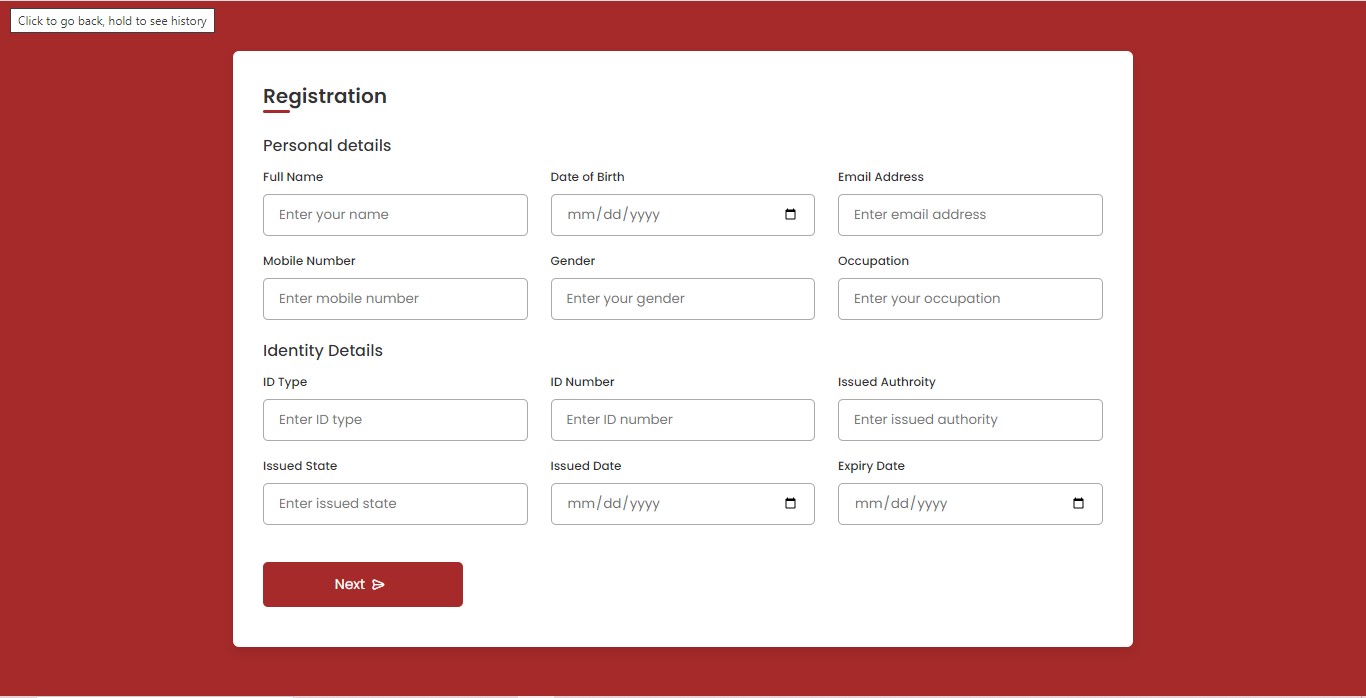 Click to go back, hold to see history
Registration
Personal details
Full Name Date of Birth Email Address
Enter your name mm/dd/yyyy Enter email address
Mobile Number Gender Occupation
Enter mobile number Enter your gender Enter your occupation
Identity Details
ID Type ID Number Issued Authroity
Enter ID type Enter ID number Enter issued authority
Issued State Issued Date Expiry Date
Enter issued state mm/dd/yyyy mm/dd/yyyy
Next